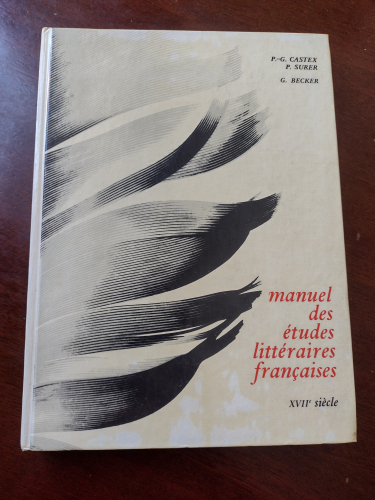 P.-G. CASTEX
P. SURER
G. BECKER
manuel
des
études
littéraires
françaises
XVIIe siècle